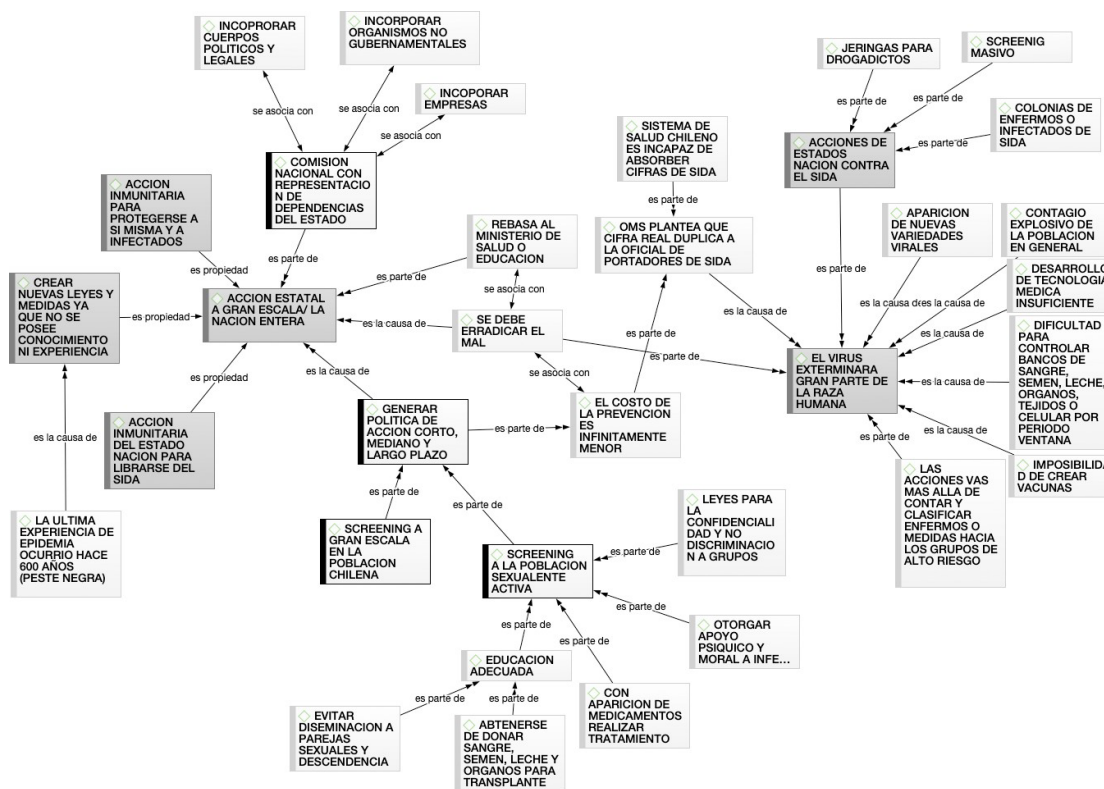 INCOPRORAR
CUERPOS
POLITICOS Y
LEGALES
INCORPORAR
ORGANISMOS NO
GUBERNAMENTALES
INCOPORAR
EMPRESAS
se asocia con
se asocia con
se asocia con
COMISION
NACIONAL CON
REPRESENTACIO
N DE
DEPENDENCIAS
DEL ESTADO
es parte de
ACCION
INMUNITARIA
PARA
PROTEGERSE A
SI MISMA Y A
INFECTADOS
es propiedad
CREAR
NUEVAS LEYES Y
MEDIDAS YA
QUE NO SE
POSEE
CONOCIMIENTO
NI EXPERIENCIA
es propiedad
ACCION ESTATAL
A GRAN ESCALA/ LA
NACION ENTERA
es propiedad
ACCION
INMUNITARIA
DEL ESTADO
NACION PARA
LIBRARSE DEL
SIDA
es la causa de
LA ULTIMA
EXPERIENCIA DE
EPIDEMIA
OCURRIO HACE
600 AÑOS
(PESTE NEGRA)
REBASA AL
MINISTERIO DE
SALUD O
EDUCACION
es parte de
se asocia con
es la causa de
SE DEBE
ERRADICAR EL
MAL
es parte de
se asocia con
es la causa de
GENERAR
POLITICA DE
ACCION CORTO,
MEDIANO Y
LARGO PLAZO
es parte de
EL COSTO DE
LA PREVENCION
ES
INFINITAMENTE
MENOR
es parte de
SISTEMA DE
SALUD CHILENO
ES INCAPAZ DE
ABSORBER
CIFRAS DE SIDA
es parte de
OMS PLANTEA QUE
CIFRA REAL DUPLICA A
LA OFICIAL DE
PORTADORES DE SIDA
es la causa de
JERINGAS PARA
DROGADICTOS
SCREENIG
MASIVO
COLONIAS DE
ENFERMOS O
INFECTADOS DE
SIDA
es parte de
es parte de
es parte de
ACCIONES DE
ESTADOS
NACION CONTRA
EL SIDA
es parte de
APARICION
DE NUEVAS
VARIEDADES
VIRALES
es la causa de
CONTAGIO
EXPLOSIVO DE
LA POBLACION
EN GENERAL
es la causa de
DESARROLLO
DE TECNOLOGIA
MEDICA
INSUFICIENTE
es la causa de
EL VIRUS
EXTERMINARA
GRAN PARTE DE
LA RAZA
HUMANA
DIFICULTAD
PARA
CONTROLAR
BANCOS DE
SANGRE,
SEMEN, LECHE,
ORGANOS,
TEJIDOS O
CELULAR POR
PERIODO
VENTANA
es la causa de
IMPOSIBILIDA
D DE CREAR
VACUNAS
es la causa de
es parte de
LAS
ACCIONES VAS
MAS ALLA DE
CONTAR Y
CLASIFICAR
ENFERMOS O
MEDIDAS HACIA
LOS GRUPOS DE
ALTO RIESGO
es parte de
SCREENING A
GRAN ESCALA
EN LA
POBLACION
CHILENA
es parte de
SCREENING
A LA POBLACION
SEXUALENTE
ACTIVA
es parte de
LEYES PARA
LA
CONFIDENCIALI
DAD Y NO
DISCRIMINACIO
N A GRUPOS
es parte de
OTORGAR
APOYO
PSIQUICO Y
MORAL A INFE...
es parte de
EDUCACION
ADECUADA
es parte de
CON
APARICION DE
MEDICAMENTOS
REALIZAR
TRATAMIENTO
es parte de
EVITAR
DISEMINACION A
PAREJAS
SEXUALES Y
DESCENDENCIA
es parte de
ABTENERSE
DE DONAR
SANGRE,
SEMEN, LECHE Y
ORGANOS PARA
TRANSPLANTE